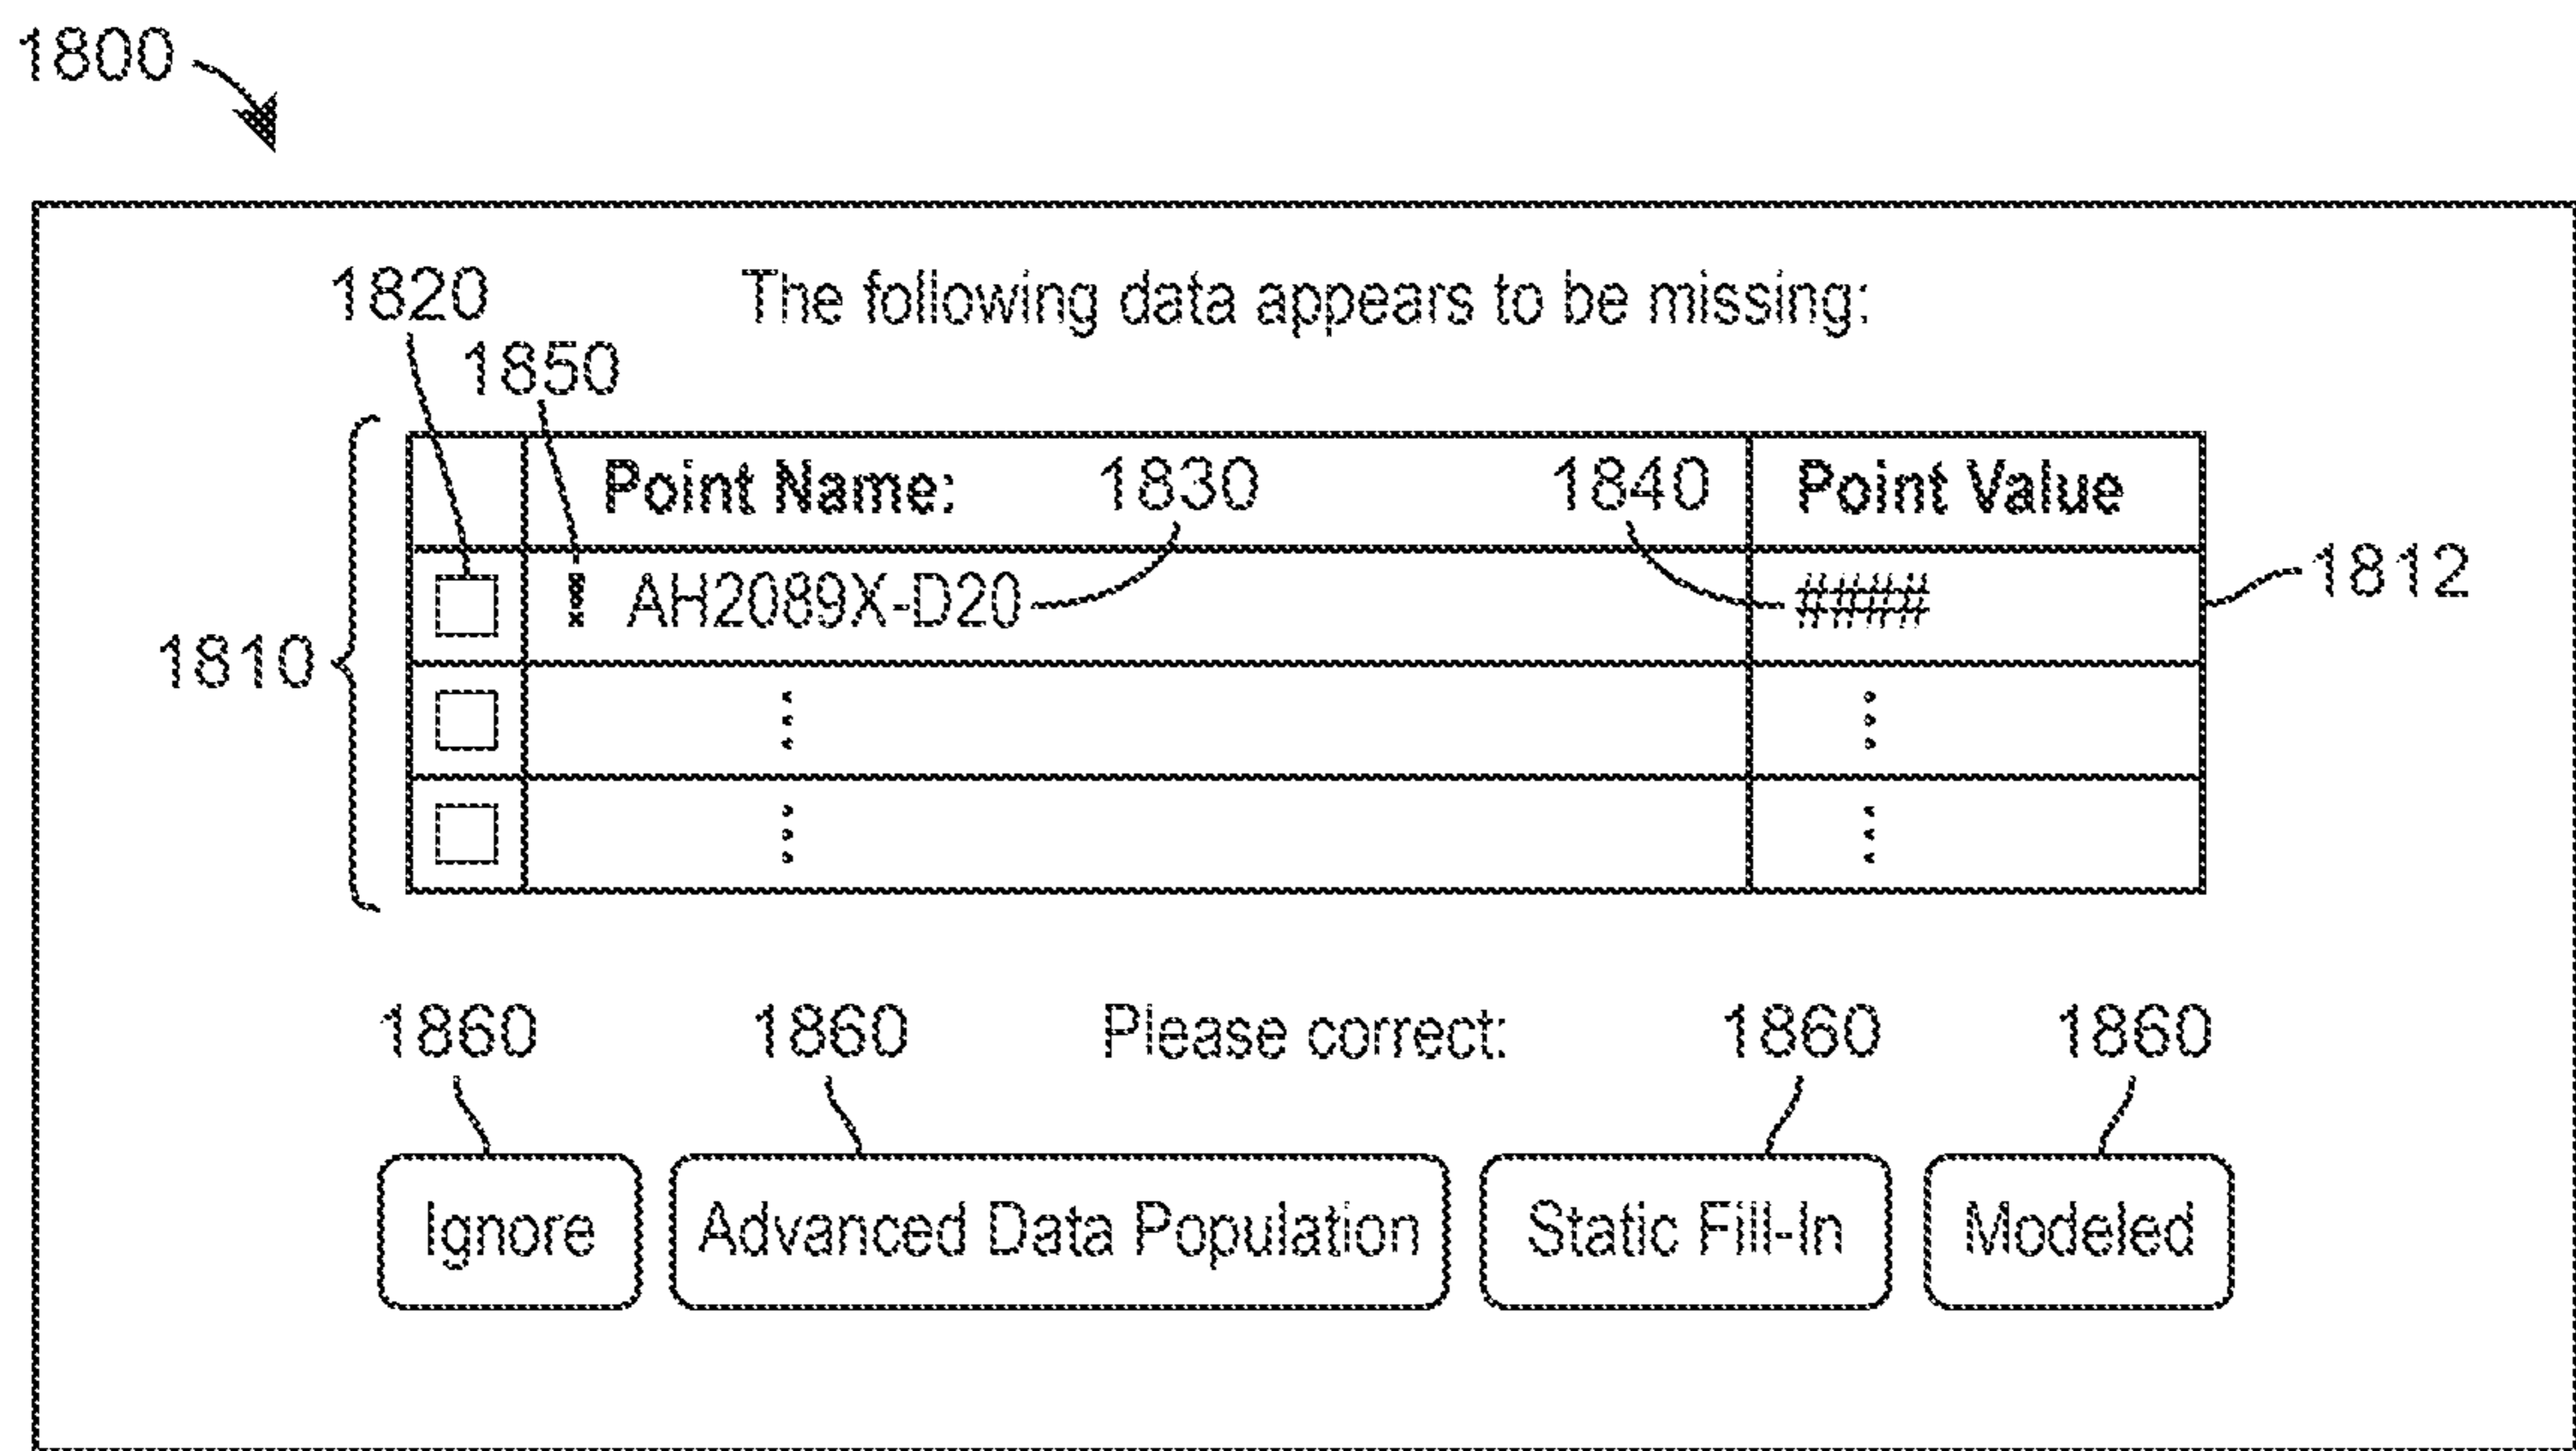 1800
1820 The following data appears to be missing:
1850
Point Name: 1830 1840 Point Value
! AH2089X-D20 #### 1812
1810
1860 1860 Please correct: 1860 1860
Ignore Advanced Data Population Static Fill-In Modeled